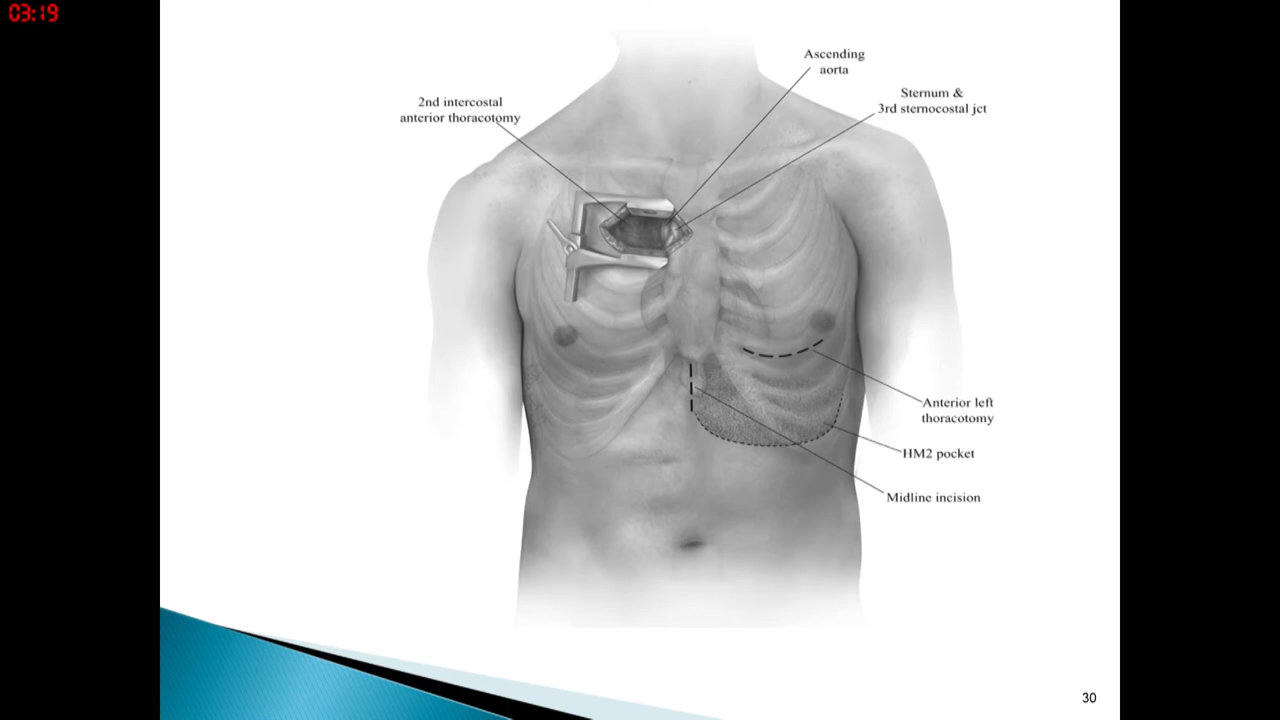 03:19
Ascending
aorta
Sternum &
3rd sternocostal jct
2nd intercostal
anterior thoracotomy
Anterior left
thoracotomy
HM2 pocket
Midline incision
30